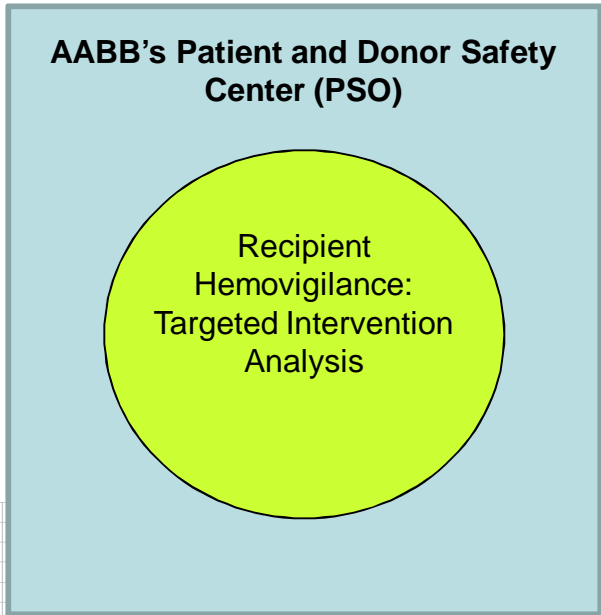 AABB's Patient and Donor Safety
Center (PSO)
Recipient
Hemovigilance:
Targeted Intervention
Analysis